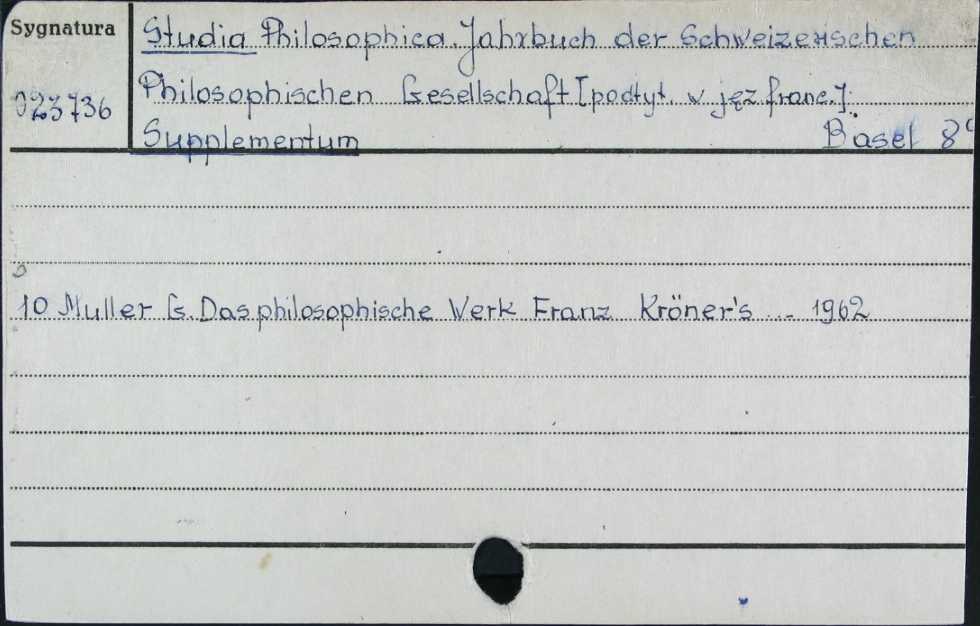 Sygnatura
Studia Philosophica. Jahrbuch der Schweizerischen
023736
Philosophischen Gesellschaft [podtyt. w jęz. franc.].
Supplementum Basel 8°
10 Muller G. Das philosophische Werk Franz Kröner's ... 1962